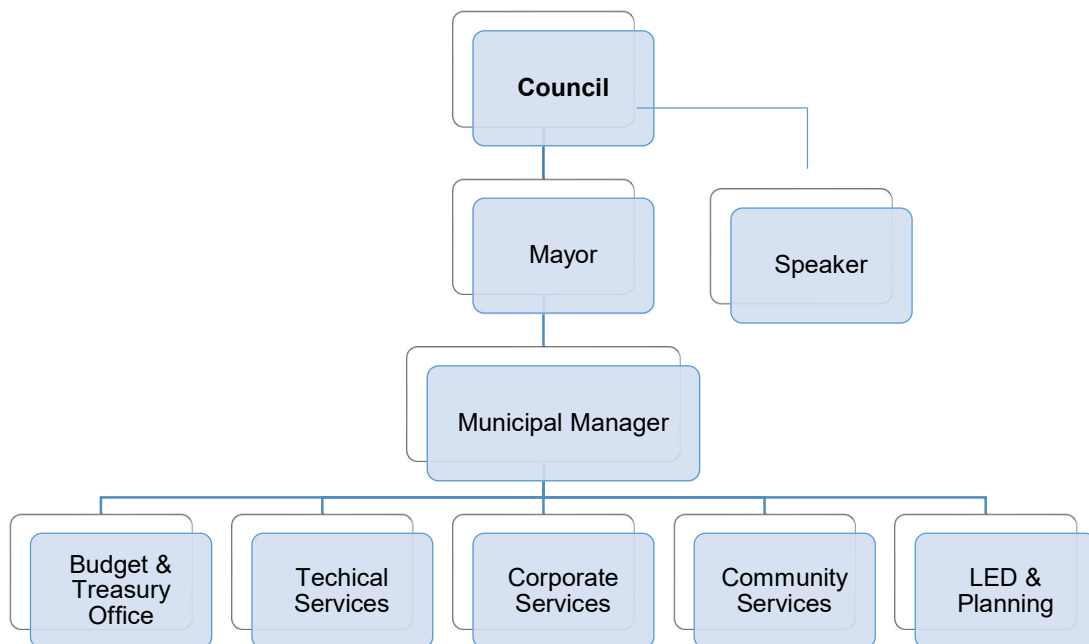 Council
Mayor
Speaker
Municipal Manager
Budget &
Treasury
Office
Techical
Services
Corporate
Services
Community
Services
LED &
Planning